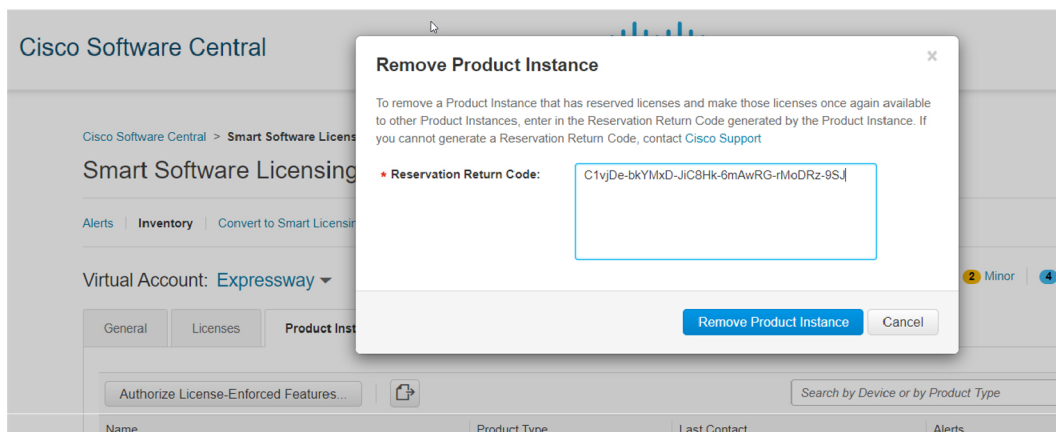 Cisco Software Central
Remove Product Instance
×
To remove a Product Instance that has reserved licenses and make those licenses once again available
to other Product Instances, enter in the Reservation Return Code generated by the Product Instance. If
you cannot generate a Reservation Return Code, contact Cisco Support
* Reservation Return Code: C1vjDe-bkYMxD-JiC8Hk-6mAwRG-rMoDRz-9SJ
Remove Product Instance Cancel
Cisco Software Central > Smart Software Licens
Smart Software Licensing
Alerts Inventory Convert to Smart Licensin
Virtual Account: Expressway
2 Minor 4
General Licenses Product Inst
Authorize License-Enforced Features... Search by Device or by Product Type
Name Product Type Last Contact Alerts